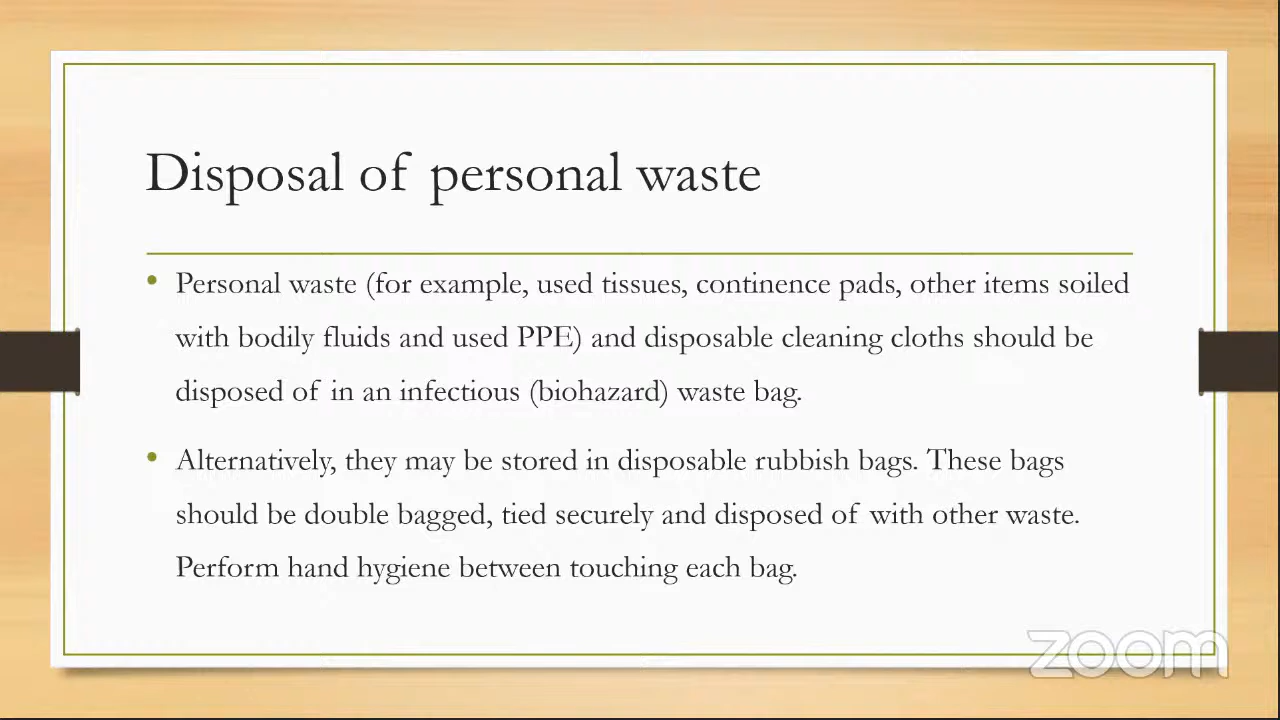 Disposal of personal waste
• Personal waste (for example, used tissues, continence pads, other items soiled
with bodily fluids and used PPE) and disposable cleaning cloths should be
disposed of in an infectious (biohazard) waste bag.
• Alternatively, they may be stored in disposable rubbish bags. These bags
should be double bagged, tied securely and disposed of with other waste.
Perform hand hygiene between touching each bag.
zoom